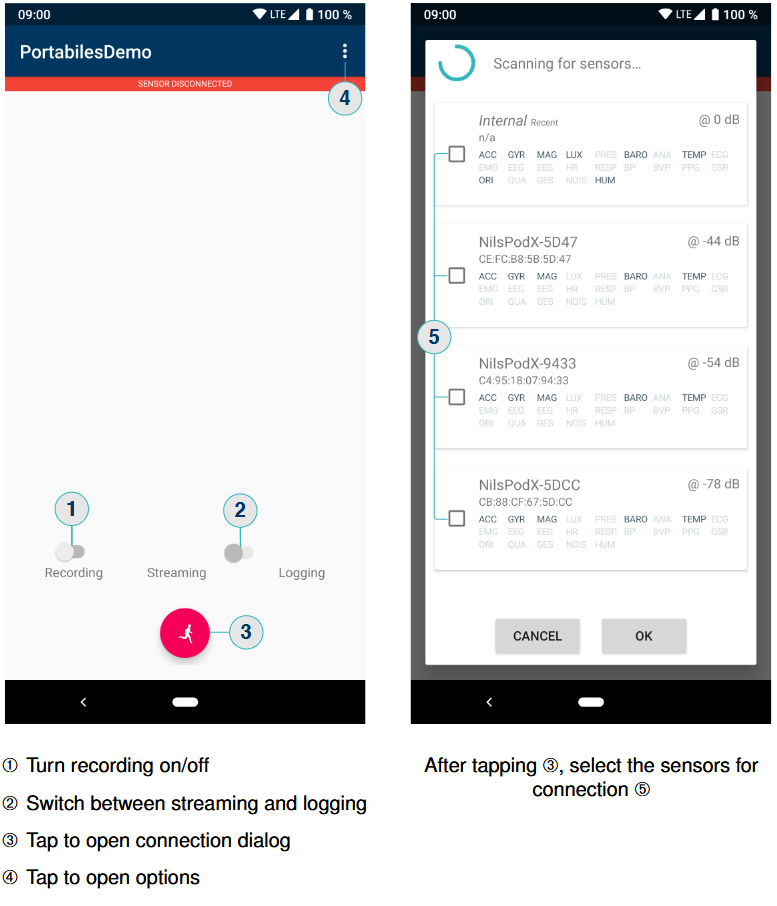 09:00 LTE 100 %
PortabilesDemo
SENSOR DISCONNECTED
4
1
2
Recording Streaming Logging
3
① Turn recording on/off
② Switch between streaming and logging
③ Tap to open connection dialog
④ Tap to open options
09:00 LTE 100 %
Scanning for sensors...
Internal Recent @ 0 dB
n/a
ACC GYR MAG LUX PRES BARO ANA TEMP ECG
EMG EEG EEG HR RESP BP BVP PPG GSR
ORI QUA GES NOIS HUM
NilsPodX-5D47 @ -44 dB
CE:FC:B8:5B:5D:47
ACC GYR MAG LUX PRES BARO ANA TEMP ECG
EMG EEG EEG HR RESP BP BVP PPG GSR
ORI QUA GES NOIS HUM
5
NilsPodX-9433 @ -54 dB
C4:95:18:07:94:33
ACC GYR MAG LUX PRES BARO ANA TEMP ECG
EMG EEG EEG HR RESP BP BVP PPG GSR
ORI QUA GES NOIS HUM
NilsPodX-5DCC @ -78 dB
CB:88:CF:67:5D:CC
ACC GYR MAG LUX PRES BARO ANA TEMP ECG
EMG EEG EEG HR RESP BP BVP PPG GSR
ORI QUA GES NOIS HUM
CANCEL OK
After tapping ③, select the sensors for
connection ⑤